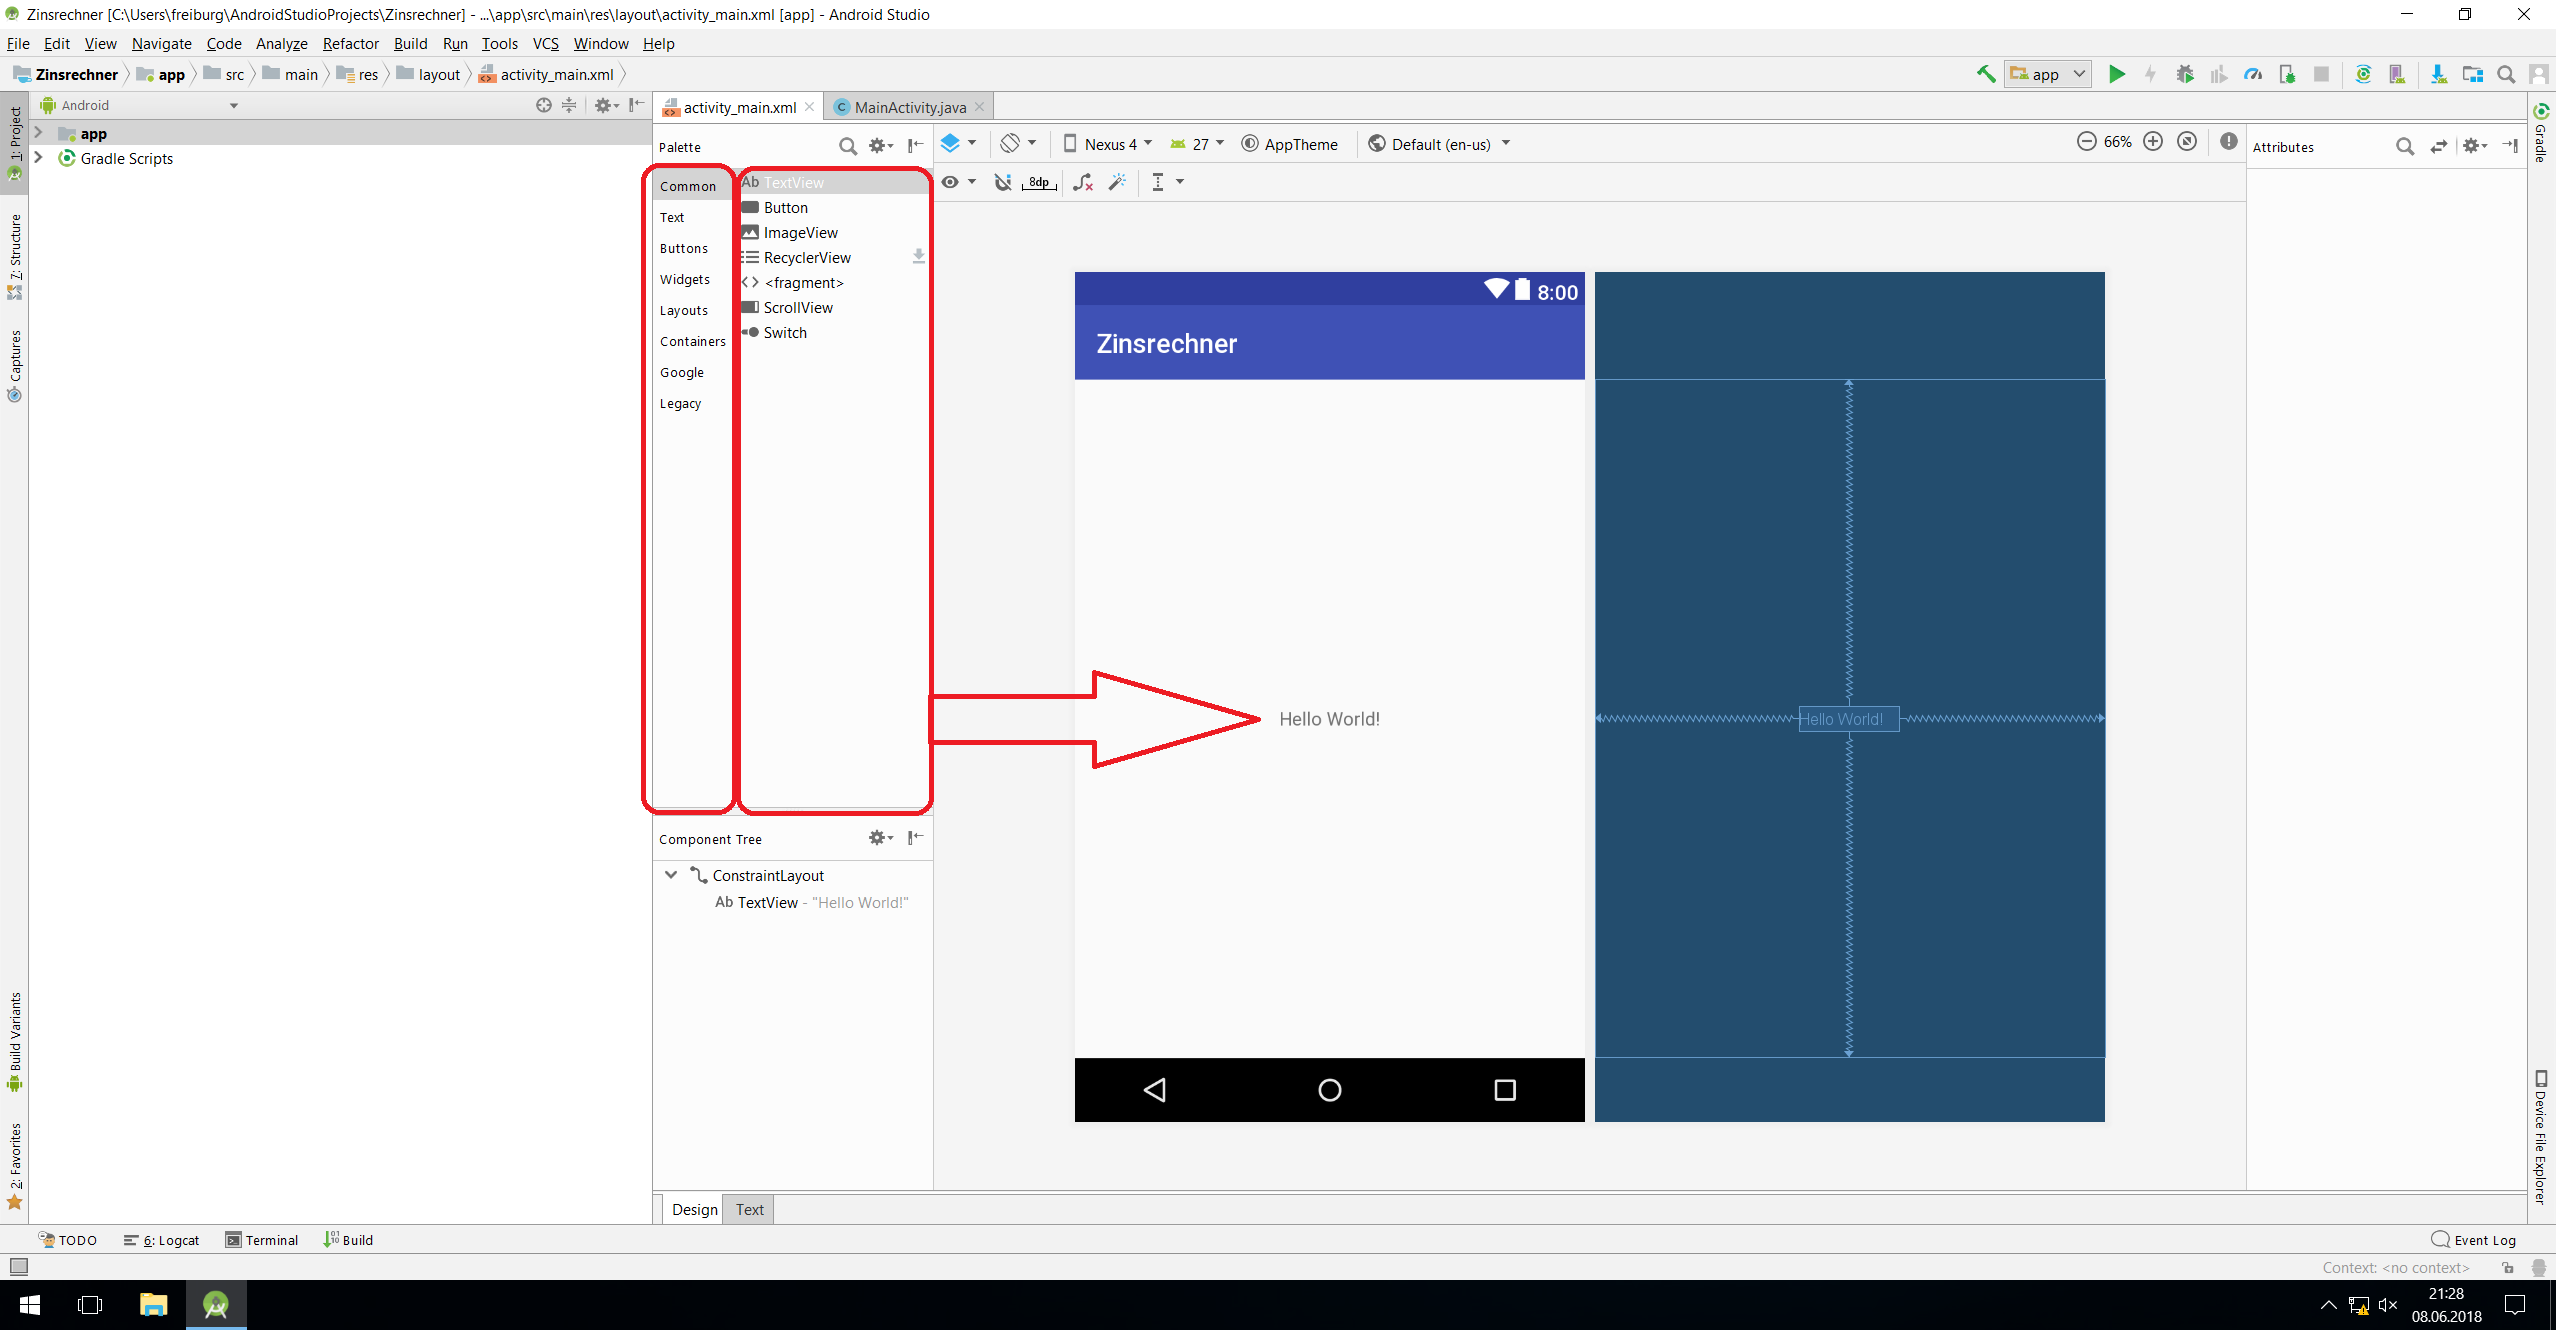 Zinsrechner [C:\Users\freiburg\AndroidStudioProjects\Zinsrechner] - ...\app\src\main\res\layout\activity_main.xml [app] - Android Studio
File Edit View Navigate Code Analyze Refactor Build Run Tools VCS Window Help
Zinsrechner app src main res layout activity_main.xml
app
1: Project
7: Structure
Captures
Build Variants
2: Favorites
Android
app
Gradle Scripts
activity_main.xml
C MainActivity.java
Palette
Common
Text
Buttons
Widgets
Layouts
Containers
Google
Legacy
Ab TextView
Button
ImageView
RecyclerView
<> <fragment>
ScrollView
Switch
Component Tree
ConstraintLayout
Ab TextView - "Hello World!"
Nexus 4 27 AppTheme Default (en-us)
66%
8dp
8:00
Zinsrechner
Hello World!
Hello World!
Attributes
Gradle
Device File Explorer
Design Text
TODO 6: Logcat Terminal Build
Event Log
Context: <no context>
21:28
08.06.2018